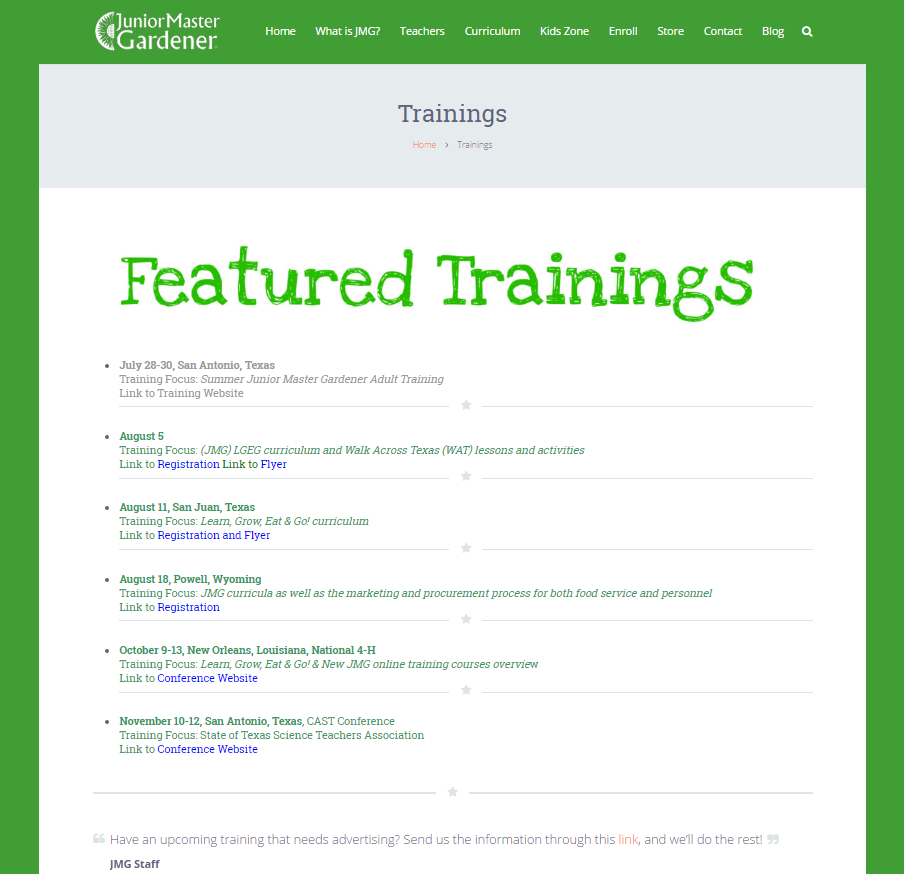 Junior Master
Gardener
Home What is JMG? Teachers Curriculum Kids Zone Enroll Store Contact Blog
Trainings
Home › Trainings
Featured Trainings
• July 28-30, San Antonio, Texas
Training Focus: Summer Junior Master Gardener Adult Training
Link to Training Website
• August 5
Training Focus: (JMG) LGEG curriculum and Walk Across Texas (WAT) lessons and activities
Link to Registration Link to Flyer
• August 11, San Juan, Texas
Training Focus: Learn, Grow, Eat & Go! curriculum
Link to Registration and Flyer
• August 18, Powell, Wyoming
Training Focus: JMG curricula as well as the marketing and procurement process for both food service and personnel
Link to Registration
• October 9-13, New Orleans, Louisiana, National 4-H
Training Focus: Learn, Grow, Eat & Go! & New JMG online training courses overview
Link to Conference Website
• November 10-12, San Antonio, Texas, CAST Conference
Training Focus: State of Texas Science Teachers Association
Link to Conference Website
“ Have an upcoming training that needs advertising? Send us the information through this link, and we'll do the rest! ”
JMG Staff